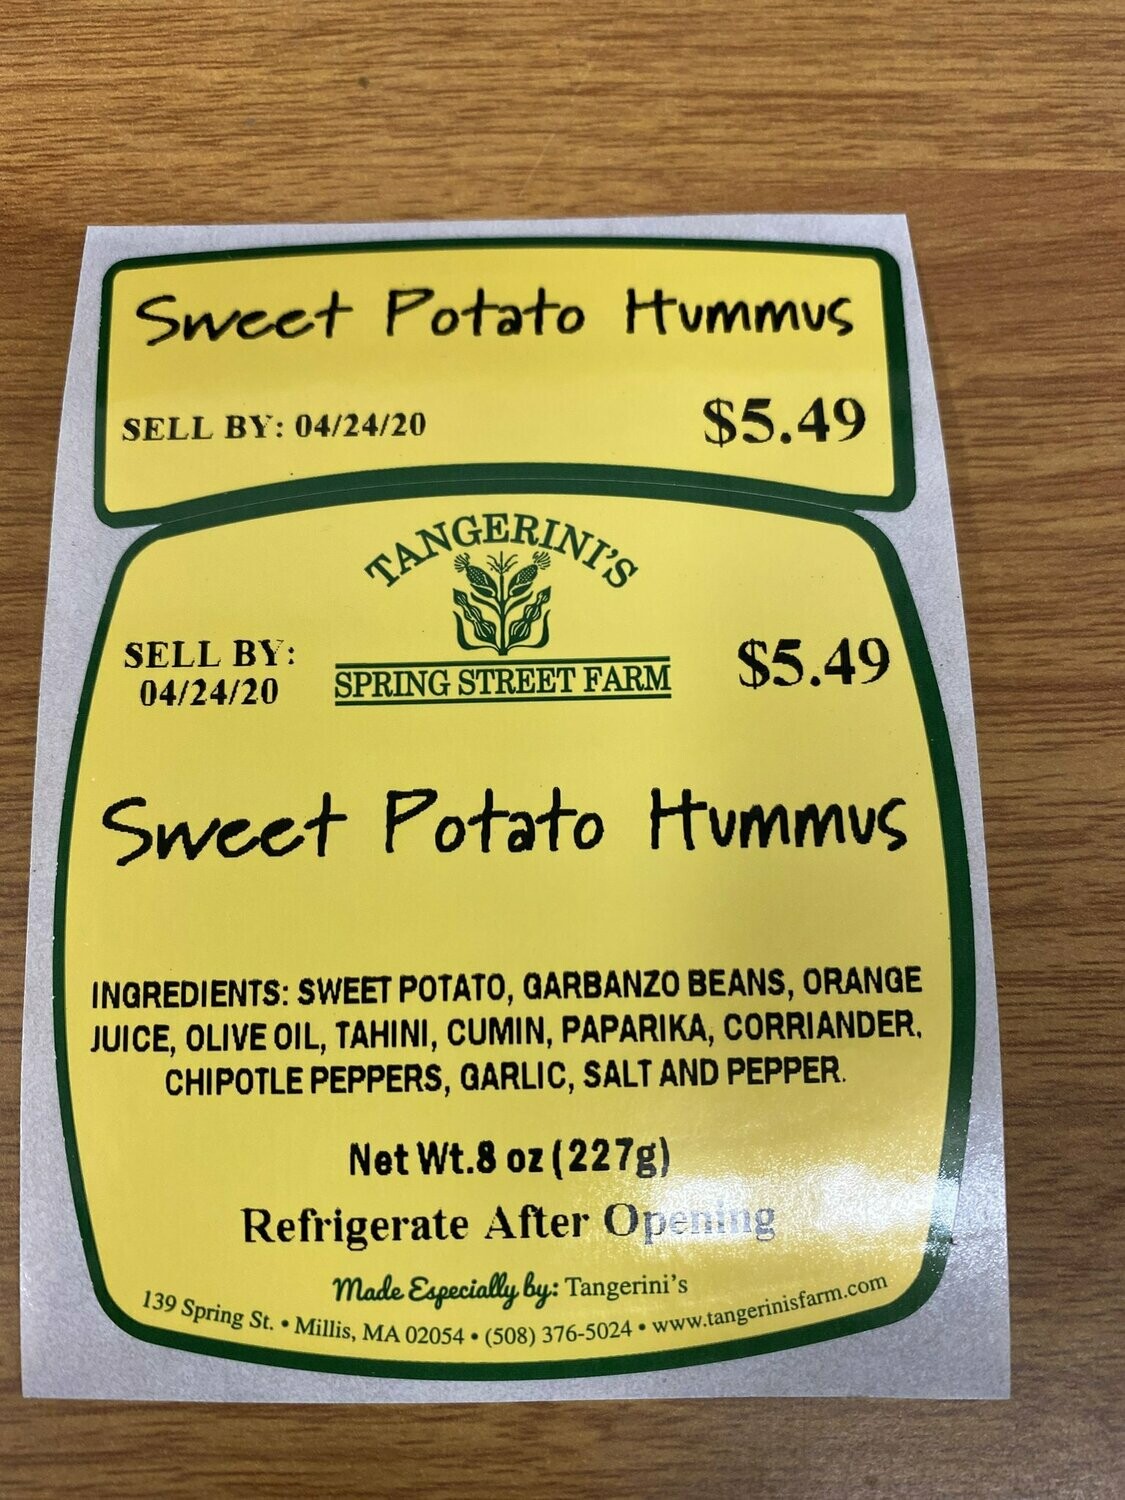 Sweet Potato Hummus
SELL BY: 04/24/20
$5.49
TANGERINI'S
SPRING STREET FARM
SELL BY:
04/24/20
$5.49
Sweet Potato Hummus
INGREDIENTS: SWEET POTATO, GARBANZO BEANS, ORANGE
JUICE, OLIVE OIL, TAHINI, CUMIN, PAPARIKA, CORRIANDER,
CHIPOTLE PEPPERS, GARLIC, SALT AND PEPPER.
Net Wt.8 oz (227g)
Refrigerate After Opening
Made Especially by: Tangerini's
139 Spring St. • Millis, MA 02054 • (508) 376-5024 • www.tangerinisfarm.com